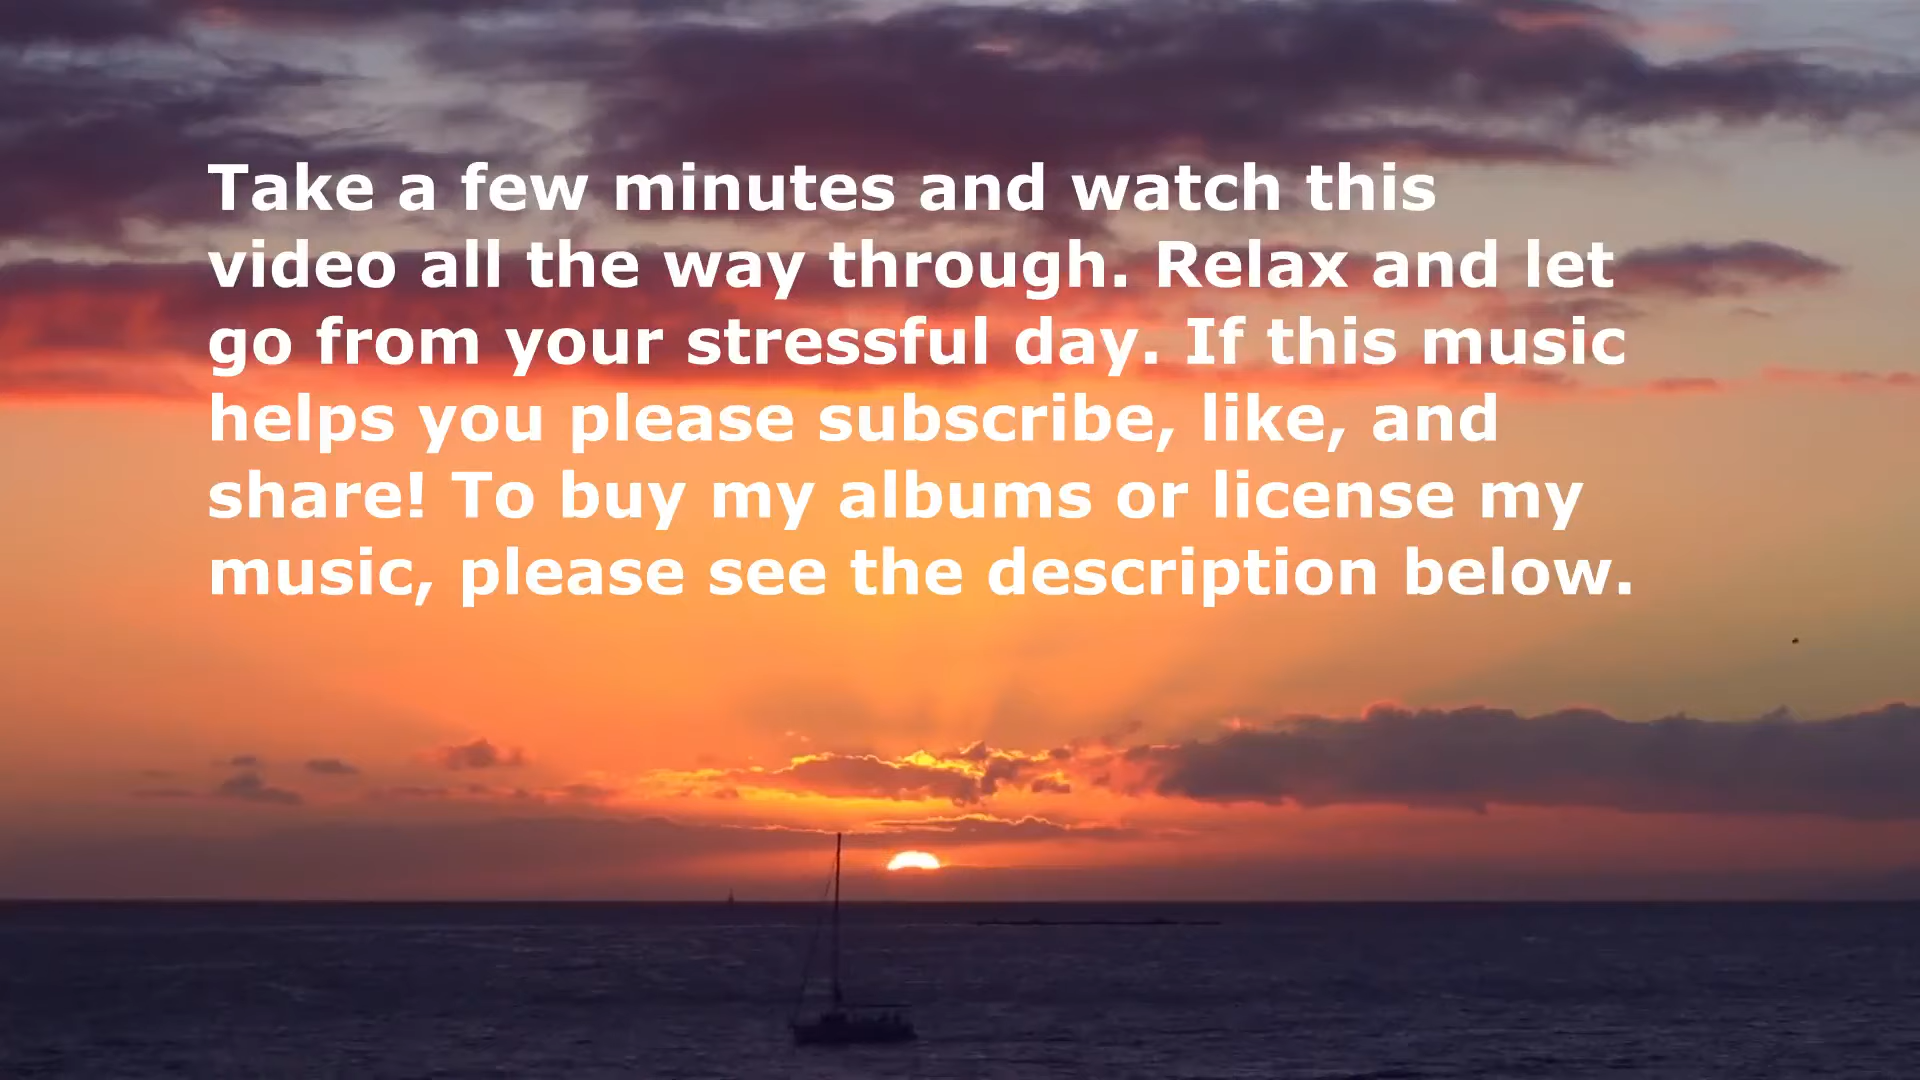 Take a few minutes and watch this
video all the way through. Relax and let
go from your stressful day. If this music
helps you please subscribe, like, and
share! To buy my albums or license my
music, please see the description below.